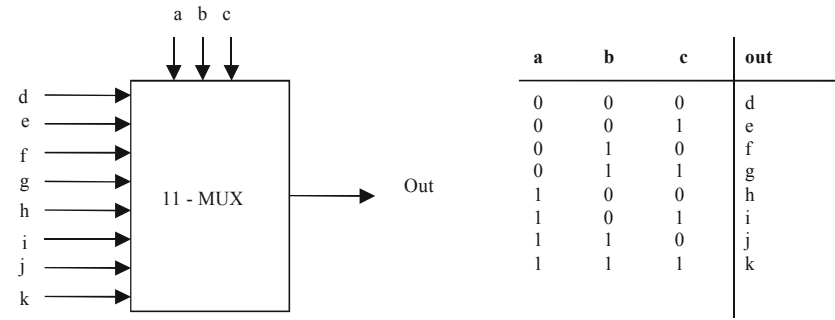 a b c
d
e
f
g
h
i
j
k
11 - MUX
Out
a b c out
0 0 0 d
0 0 1 e
0 1 0 f
0 1 1 g
1 0 0 h
1 0 1 i
1 1 0 j
1 1 1 k